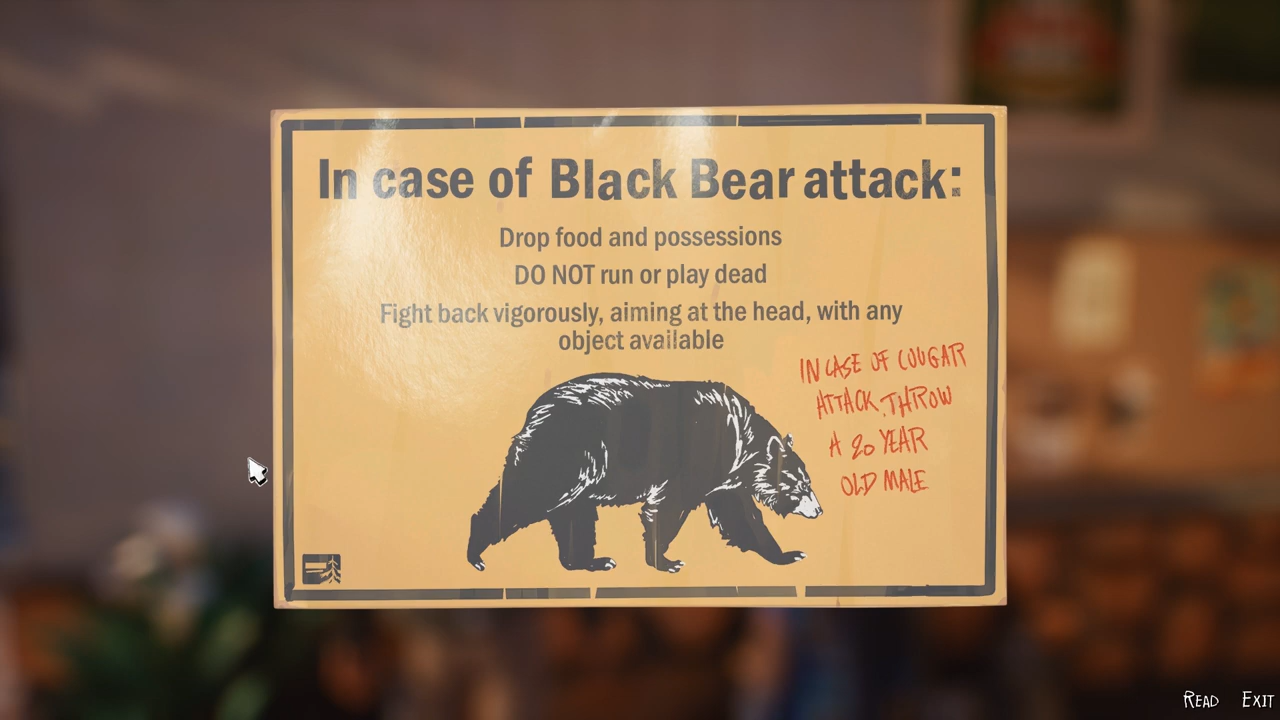 In case of Black Bear attack:
Drop food and possessions
DO NOT run or play dead
Fight back vigorously, aiming at the head, with any
object available
IN CASE OF COUGAR
ATTACK, THROW
A 20 YEAR
OLD MALE
READ EXIT